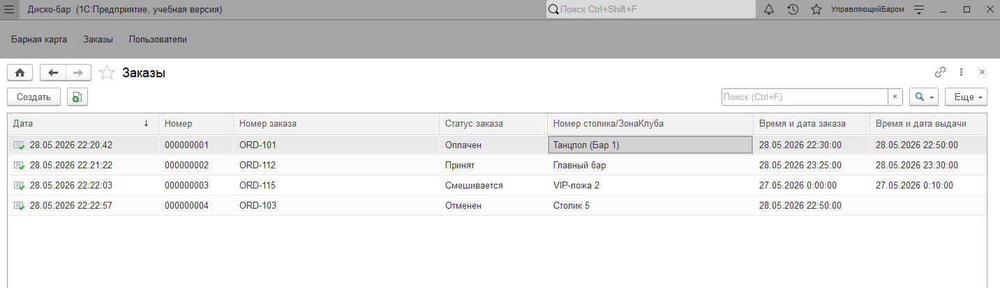 Диско-бар (1С:Предприятие, учебная версия) Поиск Ctrl+Shift+F УправляющийБаром
Барная карта Заказы Пользователи
Заказы
Создать Поиск (Ctrl+F) × Еще
Дата ↓ Номер Номер заказа Статус заказа Номер столика/ЗонаКлуба Время и дата заказа Время и дата выдачи
28.05.2026 22:20:42 000000001 ORD-101 Оплачен Танцпол (Бар 1) 28.05.2026 22:30:00 28.05.2026 22:50:00
28.05.2026 22:21:22 000000002 ORD-112 Принят Главный бар 28.05.2026 23:25:00 28.05.2026 23:30:00
28.05.2026 22:22:03 000000003 ORD-115 Смешивается VIP-ложа 2 27.05.2026 0:00:00 27.05.2026 0:10:00
28.05.2026 22:22:57 000000004 ORD-103 Отменен Столик 5 28.05.2026 22:50:00